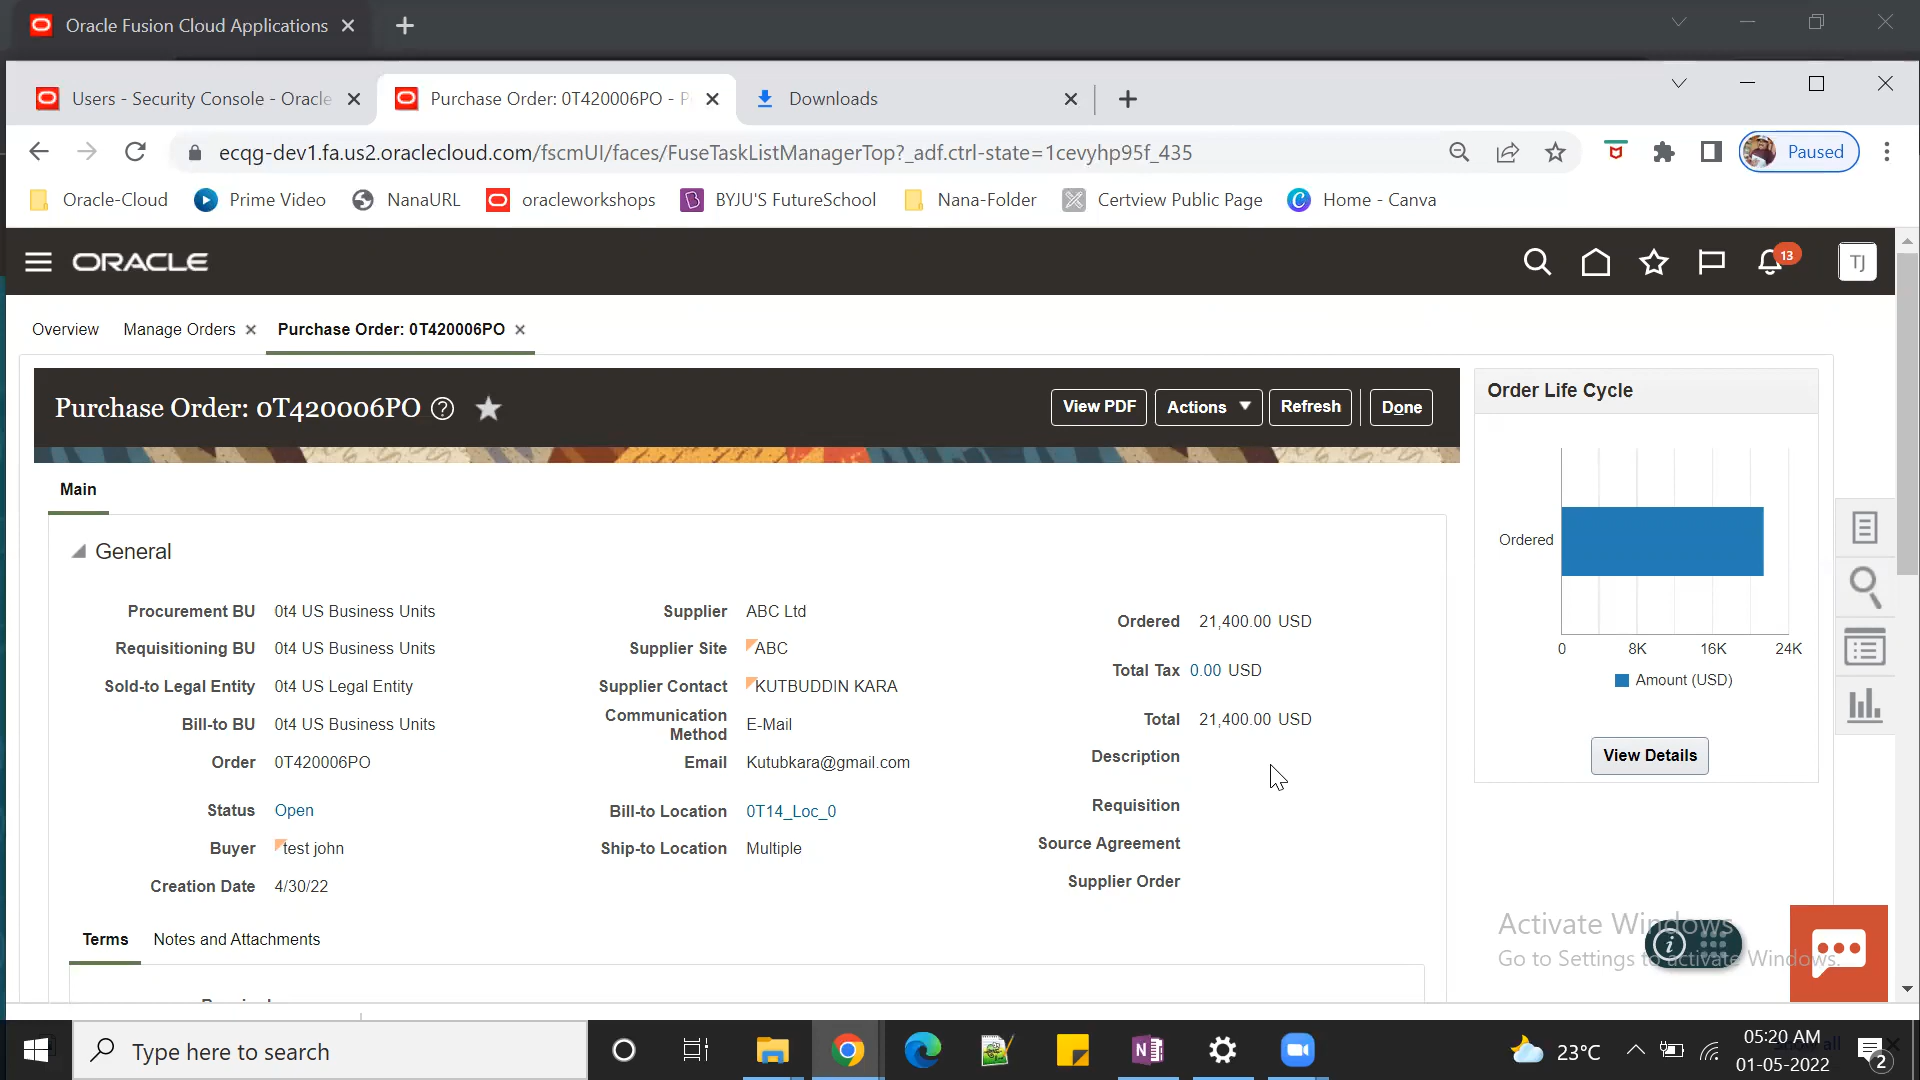 Oracle Fusion Cloud Applications
Users - Security Console - Oracle
Purchase Order: 0T420006PO - P
Downloads
ecqg-dev1.fa.us2.oraclecloud.com/fscmUI/faces/FuseTaskListManagerTop?_adf.ctrl-state=1cevyhp95f_435
Paused
Oracle-Cloud
Prime Video
NanaURL
oracleworkshops
BYJU'S FutureSchool
Nana-Folder
Certview Public Page
Home - Canva
ORACLE
13
TJ
Overview
Manage Orders
Purchase Order: 0T420006PO
Purchase Order: 0T420006PO
View PDF
Actions
Refresh
Done
Main
General
Procurement BU 0t4 US Business Units
Requisitioning BU 0t4 US Business Units
Sold-to Legal Entity 0t4 US Legal Entity
Bill-to BU 0t4 US Business Units
Order 0T420006PO
Status Open
Buyer test john
Creation Date 4/30/22
Supplier ABC Ltd
Supplier Site ABC
Supplier Contact KUTBUDDIN KARA
Communication
Method E-Mail
Email Kutubkara@gmail.com
Bill-to Location 0T14_Loc_0
Ship-to Location Multiple
Ordered 21,400.00 USD
Total Tax 0.00 USD
Total 21,400.00 USD
Description
Requisition
Source Agreement
Supplier Order
Terms
Notes and Attachments
Order Life Cycle
Ordered
0 8K 16K 24K
Amount (USD)
View Details
Activate Windows
Go to Settings to activate Windows.
Type here to search
23°C
05:20 AM
01-05-2022
2